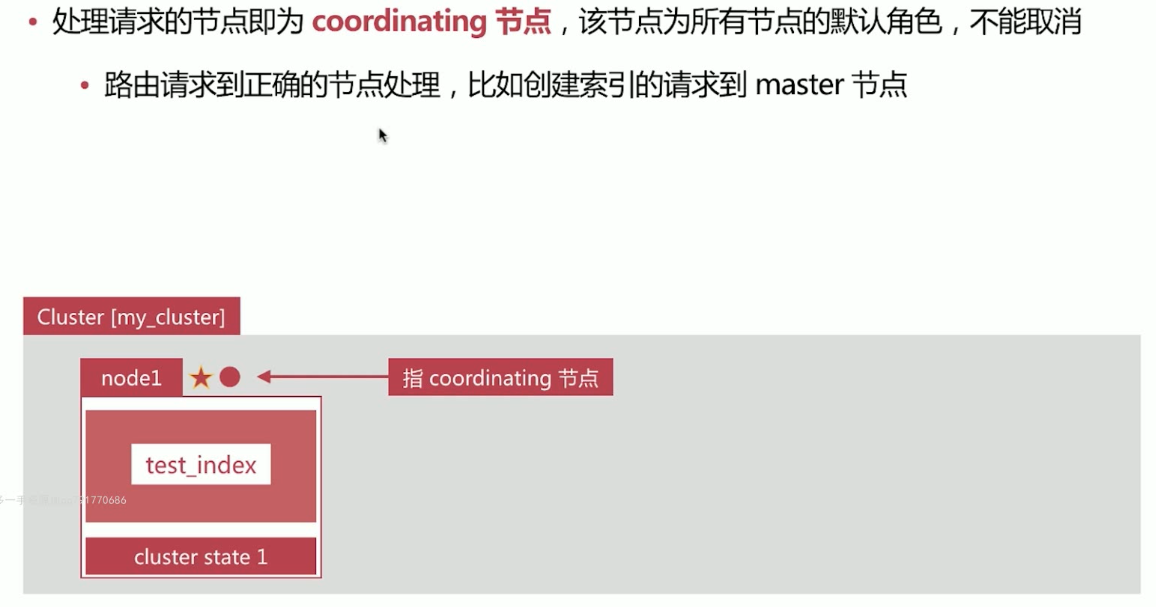 处理请求的节点即为 coordinating 节点，该节点为所有节点的默认角色，不能取消
路由请求到正确的节点处理，比如创建索引的请求到 master 节点
Cluster [my_cluster]
node1
指 coordinating 节点
test_index
1770686
cluster state 1